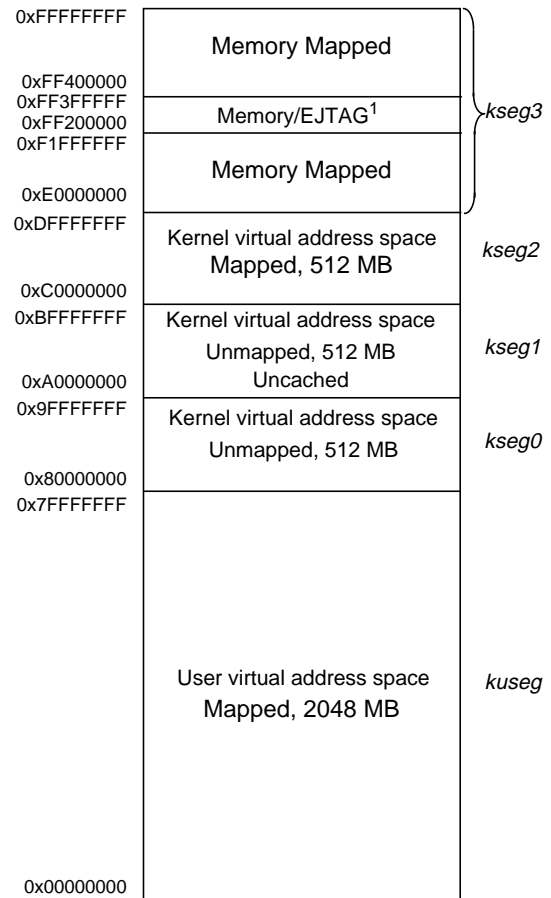 0xFFFFFFFF
Memory Mapped
0xFF400000
0xFF3FFFFF
Memory/EJTAG1
kseg3
0xFF200000
0xF1FFFFFF
Memory Mapped
0xE0000000
0xDFFFFFFF
Kernel virtual address space
Mapped, 512 MB
kseg2
0xC0000000
0xBFFFFFFF
Kernel virtual address space
Unmapped, 512 MB
kseg1
Uncached
0xA0000000
0x9FFFFFFF
Kernel virtual address space
Unmapped, 512 MB
kseg0
0x80000000
0x7FFFFFFF
User virtual address space
Mapped, 2048 MB
kuseg
0x00000000